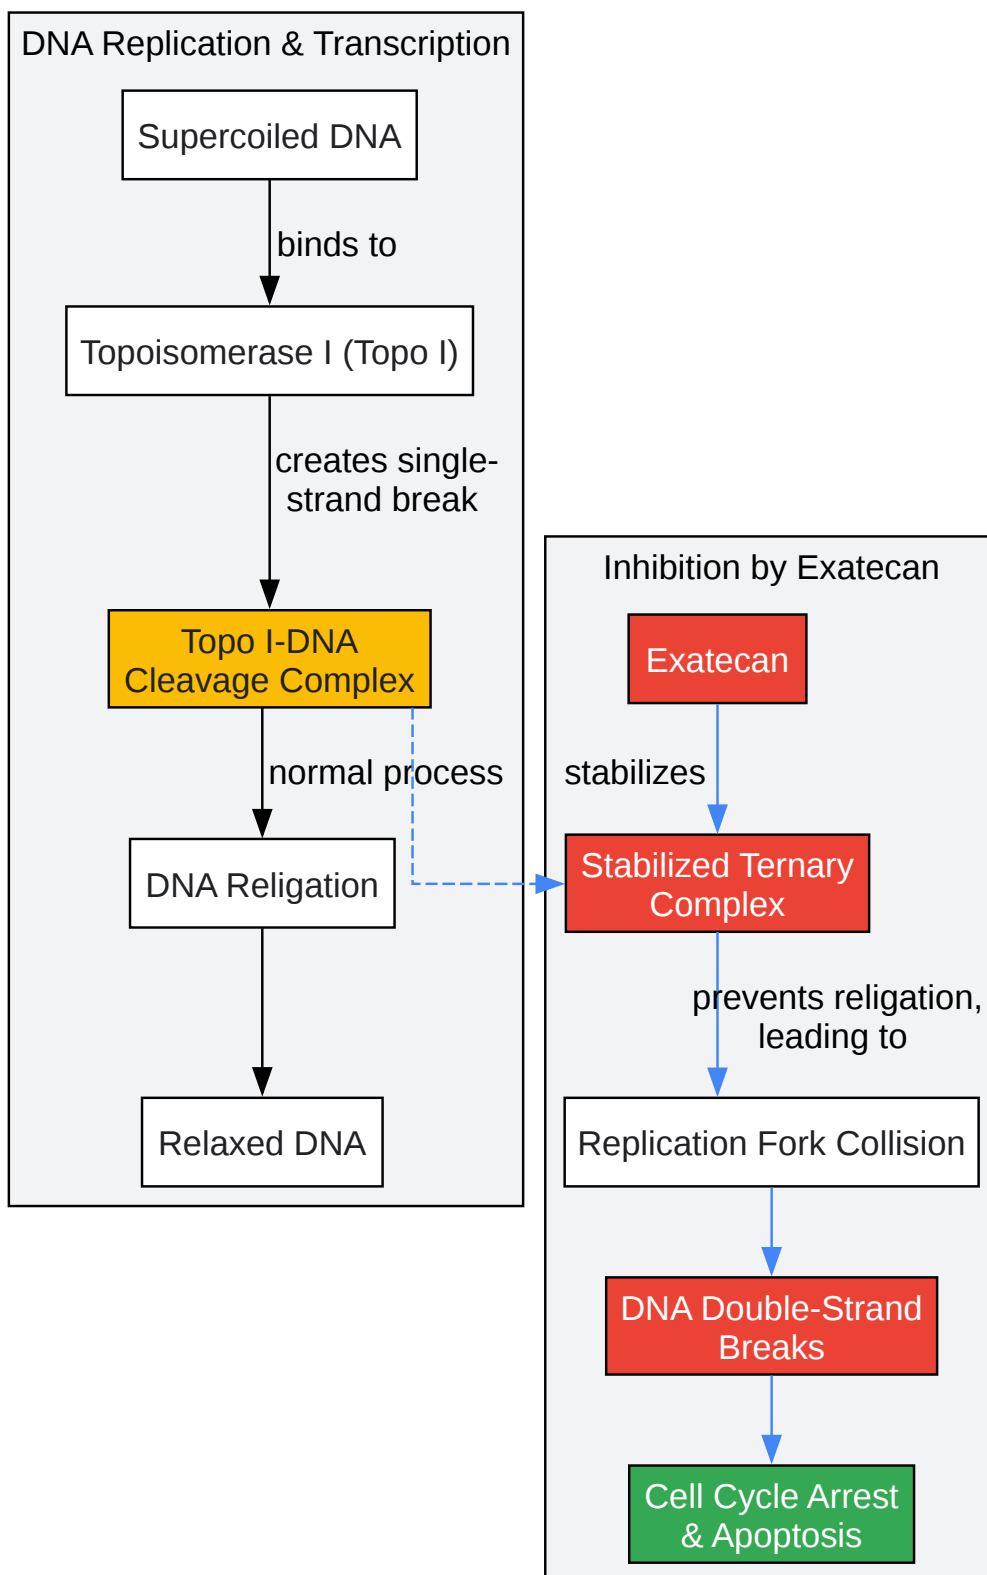 DNA Replication & Transcription
Supercoiled DNA
binds to
Topoisomerase I (Topo I)
creates single-
strand break
Topo I-DNA
Cleavage Complex
normal process
DNA Religation
Relaxed DNA
Inhibition by Exatecan
Exatecan
stabilizes
Stabilized Ternary
Complex
prevents religation,
leading to
Replication Fork Collision
DNA Double-Strand
Breaks
Cell Cycle Arrest
& Apoptosis